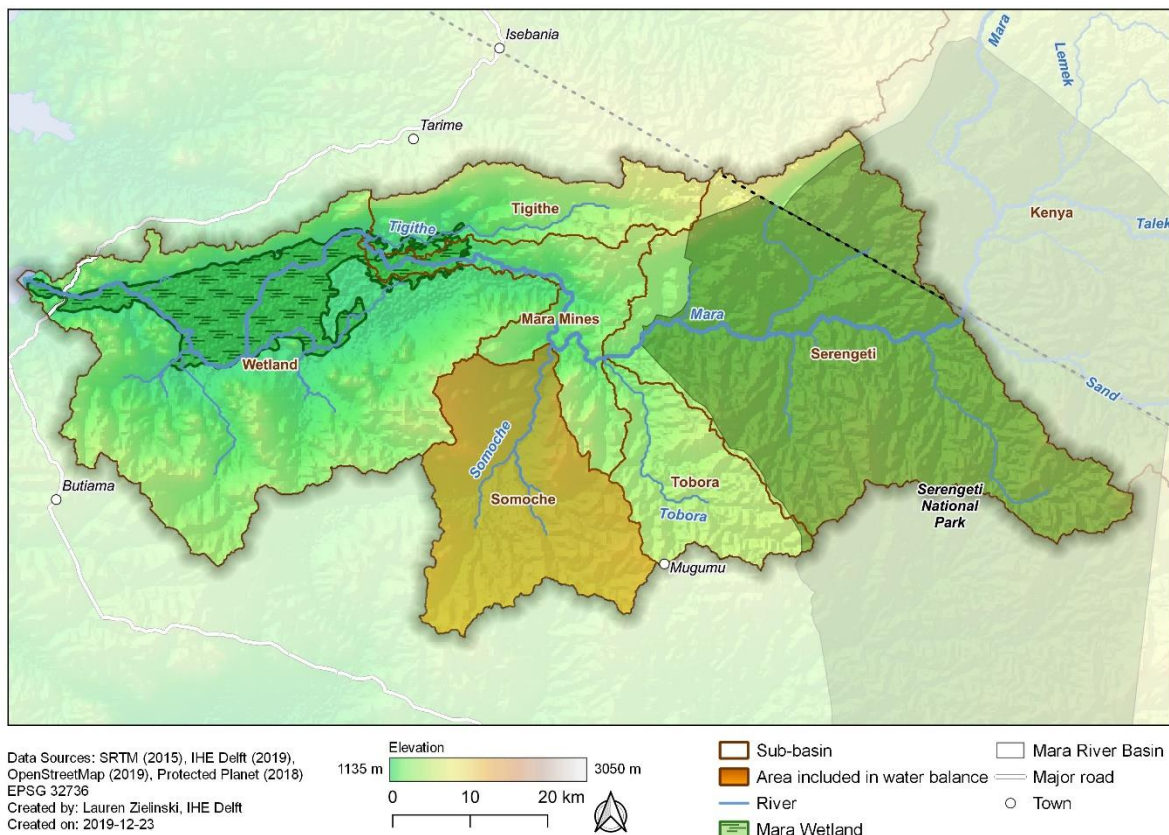 Isebania
Mara
Lemek
Tarime
Tigithe
Kenya
Tigithe
Talek
Mara Mines
Mara
Wetland
Serengeti
Sand
Somoche
Somoche
Tobora
Tobora
Butiama
Serengeti
National
Park
Mugumu
Data Sources: SRTM (2015), IHE Delft (2019),
OpenStreetMap (2019), Protected Planet (2018)
EPSG 32736
Created by: Lauren Zielinski, IHE Delft
Created on: 2019-12-23
Elevation
1135 m
3050 m
0 10 20 km
Sub-basin
Area included in water balance
River
Mara Wetland
Mara River Basin
Major road
Town